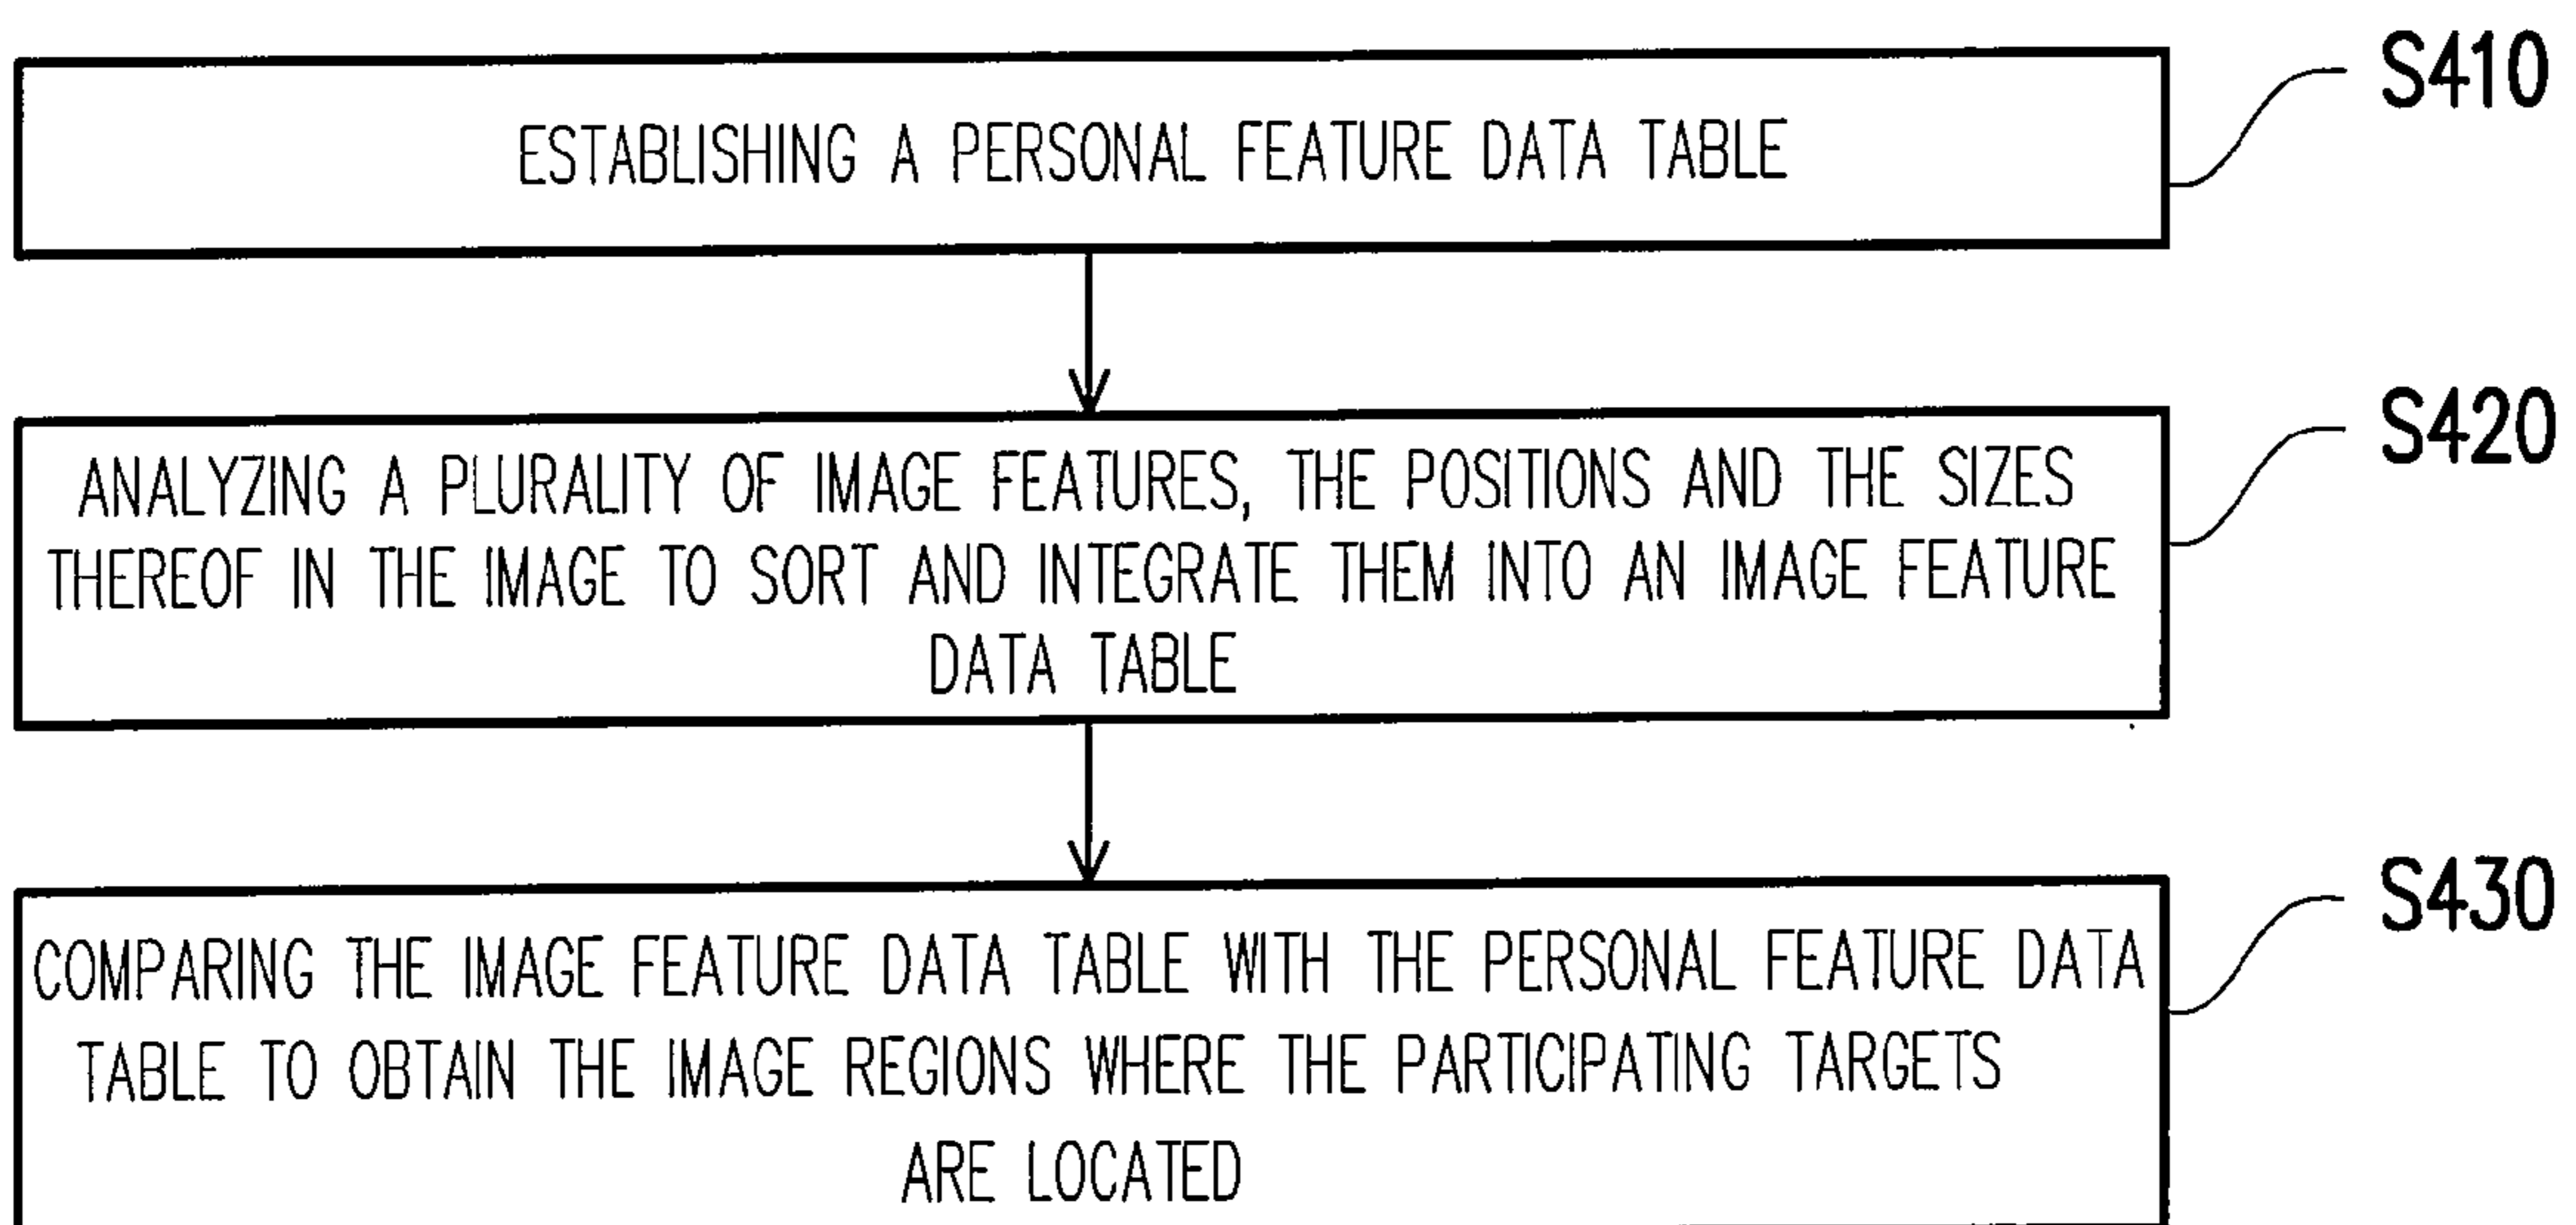 S410
ESTABLISHING A PERSONAL FEATURE DATA TABLE
S420
ANALYZING A PLURALITY OF IMAGE FEATURES, THE POSITIONS AND THE SIZES
THEREOF IN THE IMAGE TO SORT AND INTEGRATE THEM INTO AN IMAGE FEATURE
DATA TABLE
S430
COMPARING THE IMAGE FEATURE DATA TABLE WITH THE PERSONAL FEATURE DATA
TABLE TO OBTAIN THE IMAGE REGIONS WHERE THE PARTICIPATING TARGETS
ARE LOCATED